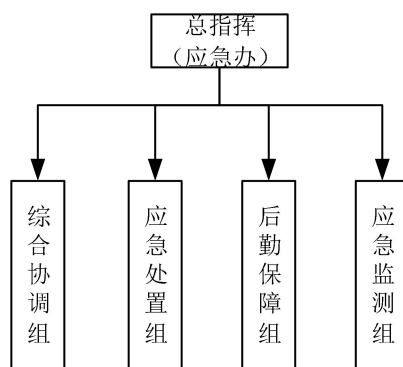 总指挥
（应急办）
综合协调组
应急处置组
后勤保障组
应急监测组